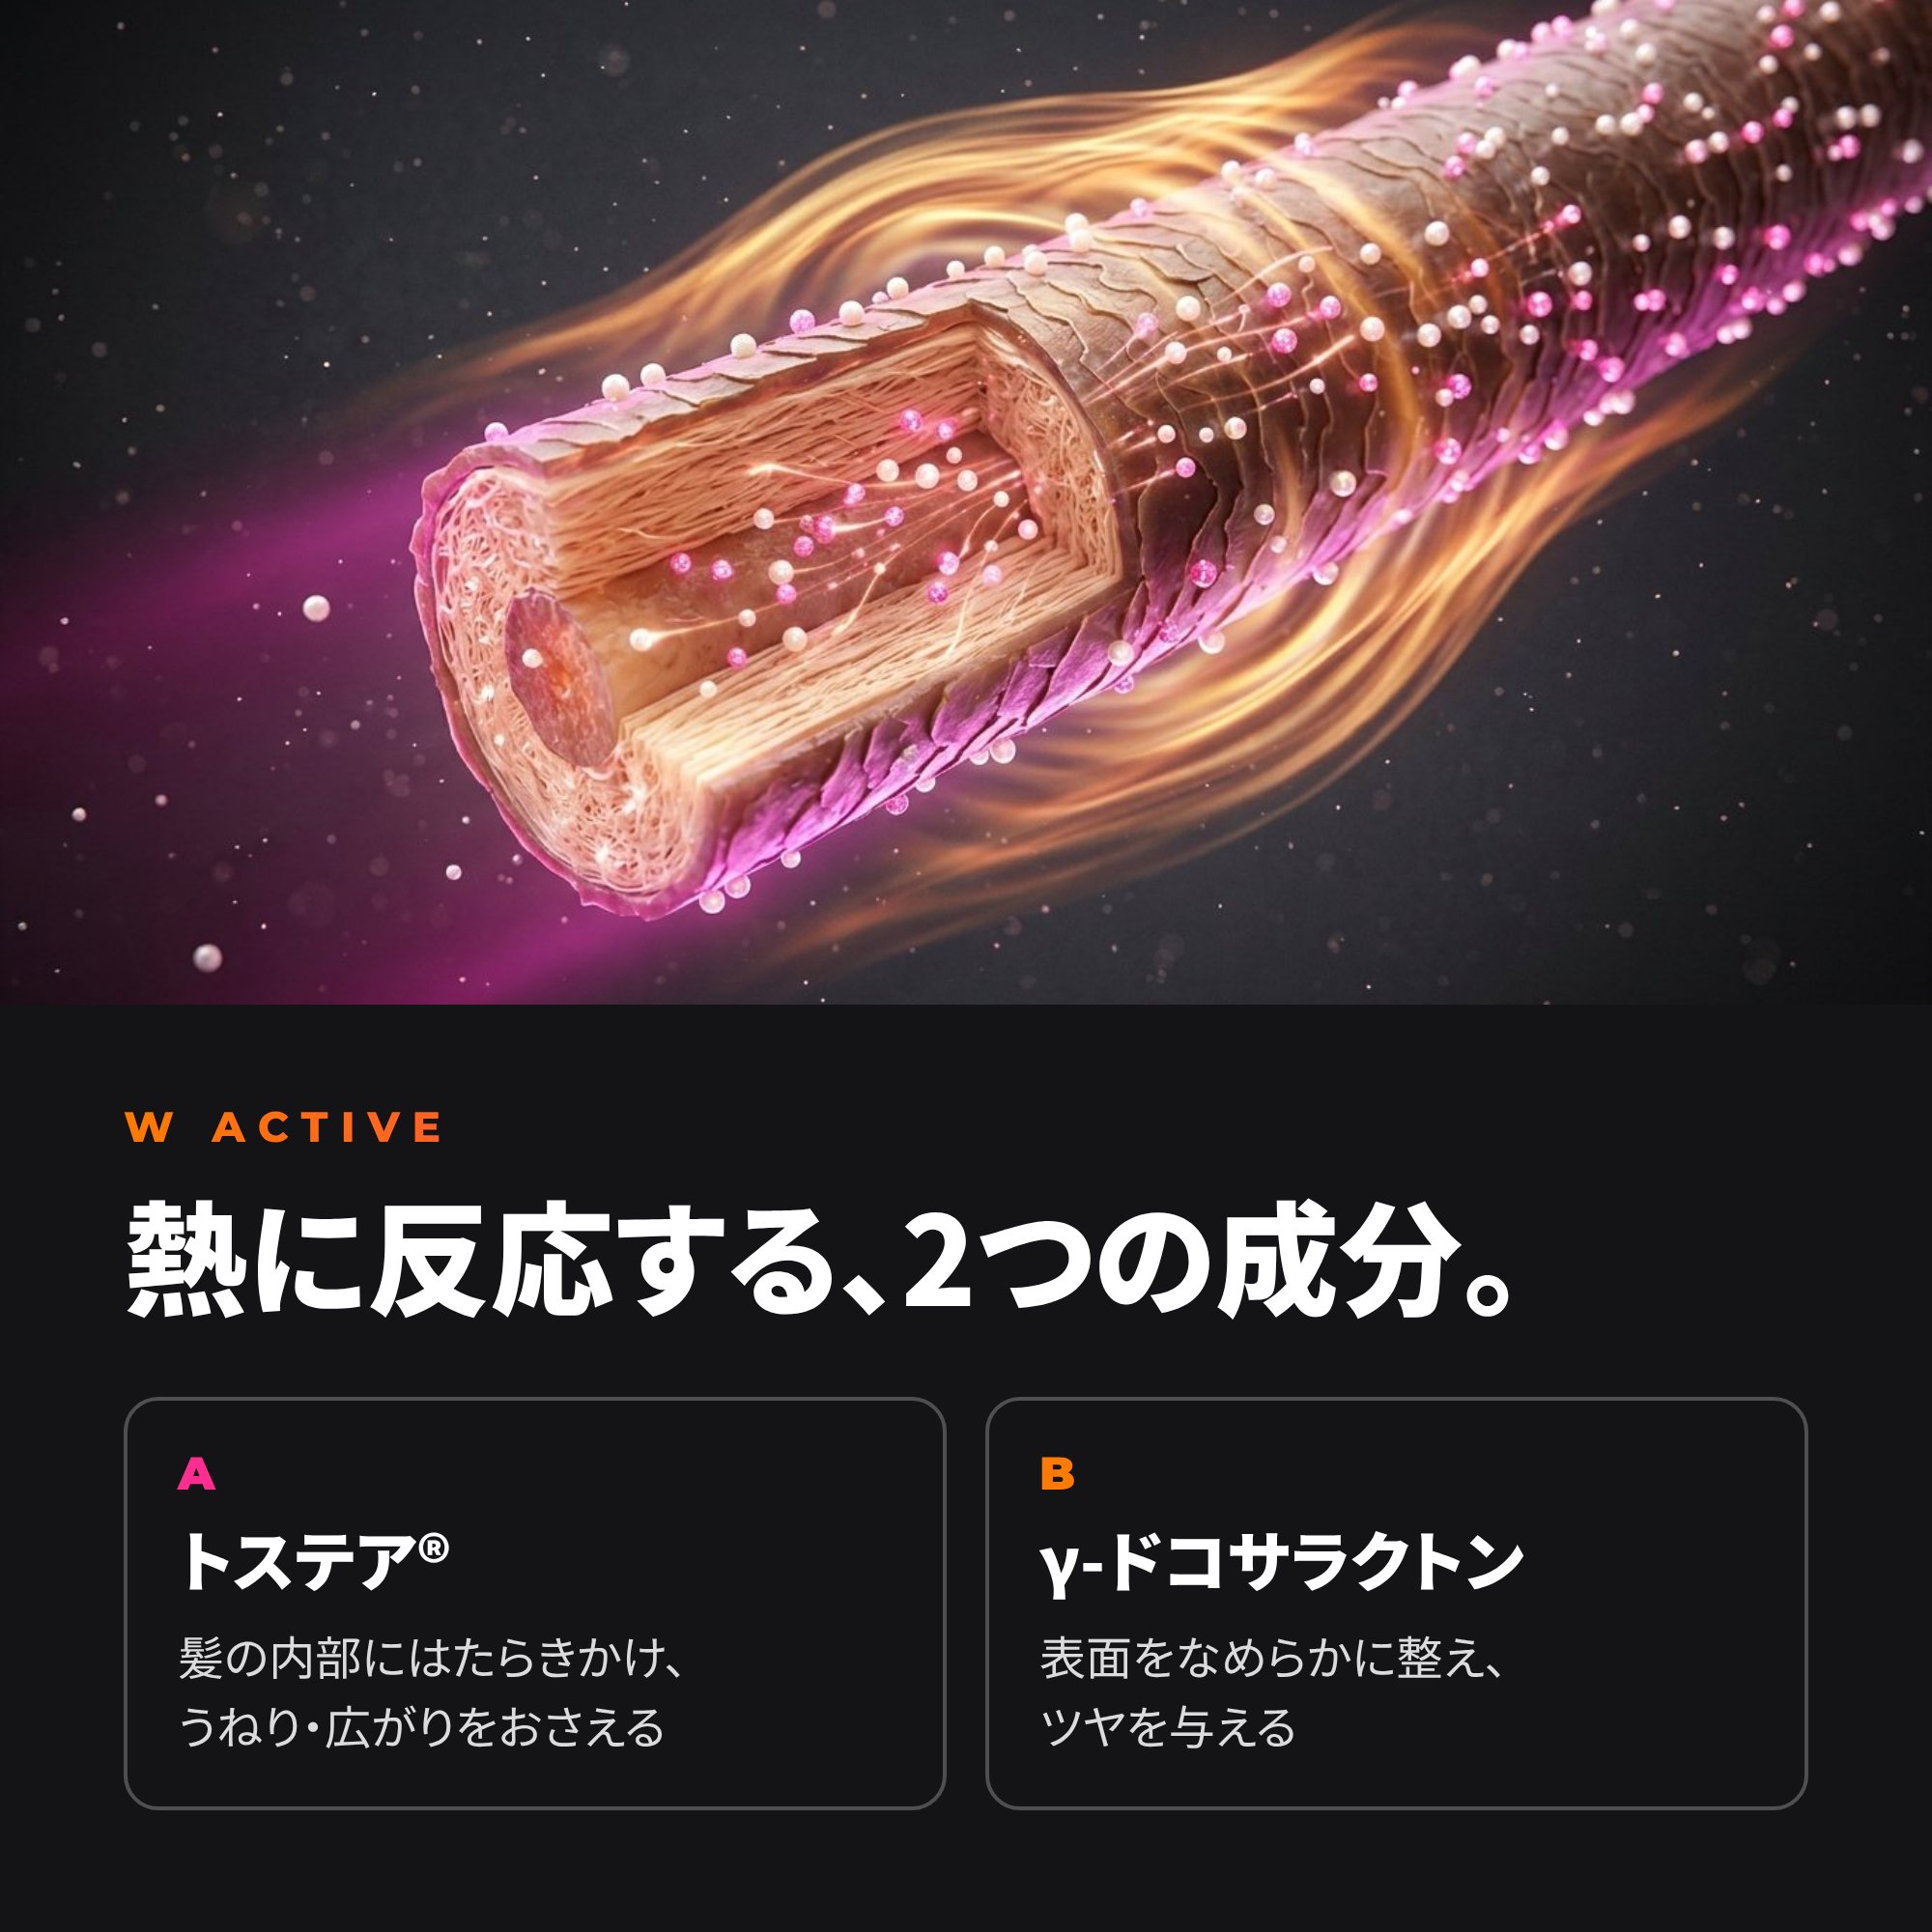 W ACTIVE
熱に反応する、2つの成分。
A
トステア®
髪の内部にはたらきかけ、
うねり・広がりをおさえる
B
γ-ドコサラクトン
表面をなめらかに整え、
ツヤを与える